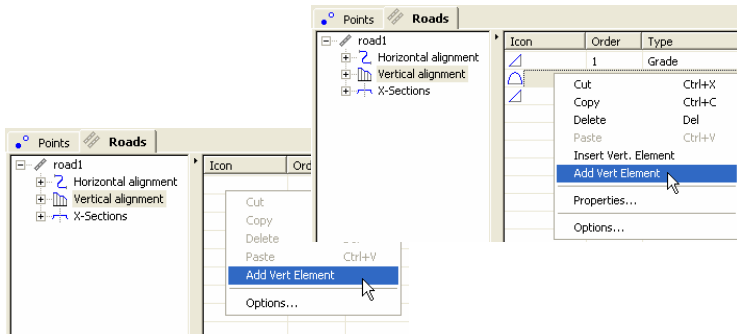 Points Roads
road1
Horizontal alignment
Vertical alignment
X-Sections
Icon Order Type
1 Grade
Cut Ctrl+X
Copy Ctrl+C
Delete Del
Paste Ctrl+V
Insert Vert. Element
Add Vert Element
Properties...
Options...
Points Roads
road1
Horizontal alignment
Vertical alignment
X-Sections
Icon Ord
Cut
Copy
Delete
Paste Ctrl+V
Add Vert Element
Options...